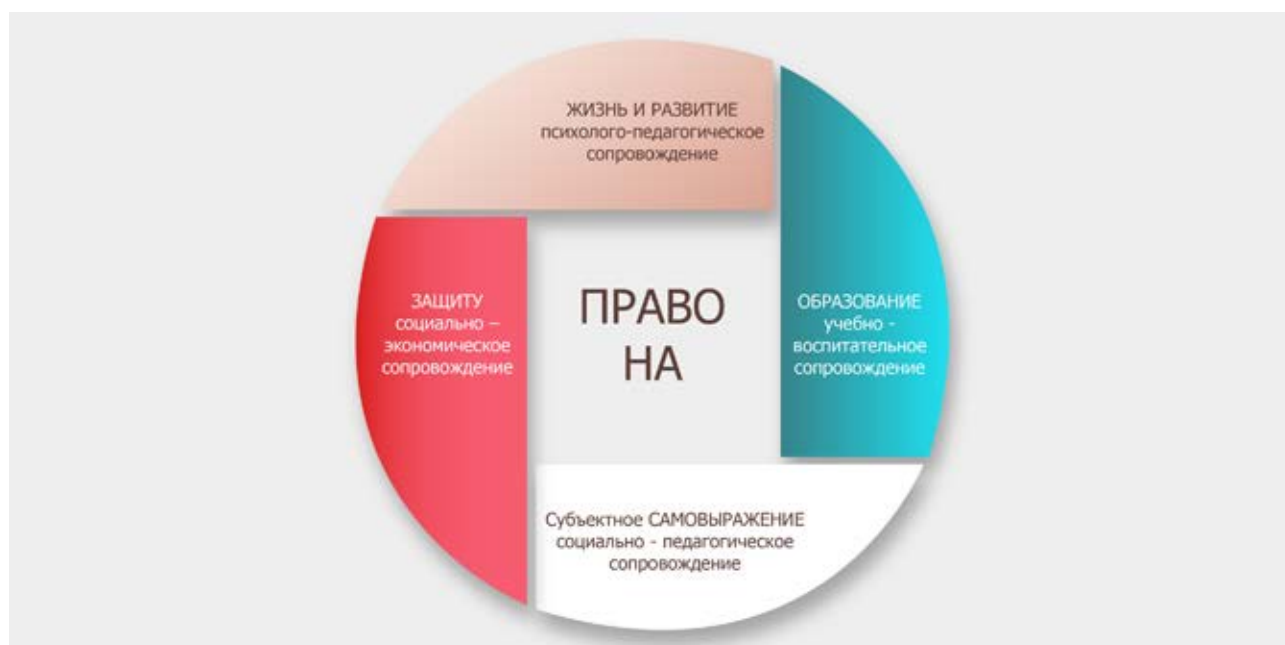 ЖИЗНЬ И РАЗВИТИЕ
психолого-педагогическое
сопровождение
ЗАЩИТУ
социально –
экономическое
сопровождение
ПРАВО
НА
ОБРАЗОВАНИЕ
учебно -
воспитательное
сопровождение
Субъектное САМОВЫРАЖЕНИЕ
социально - педагогическое
сопровождение